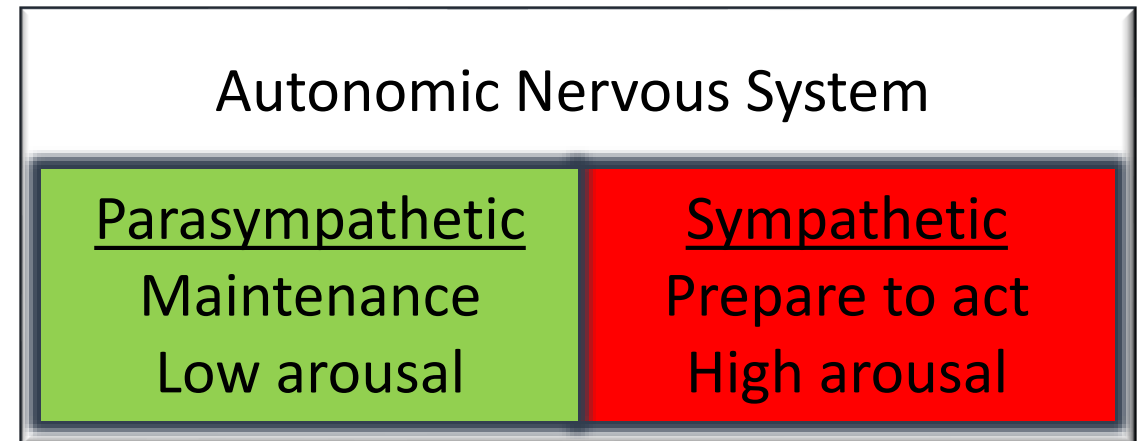 Autonomic Nervous System
Parasympathetic
Maintenance
Low arousal
Sympathetic
Prepare to act
High arousal